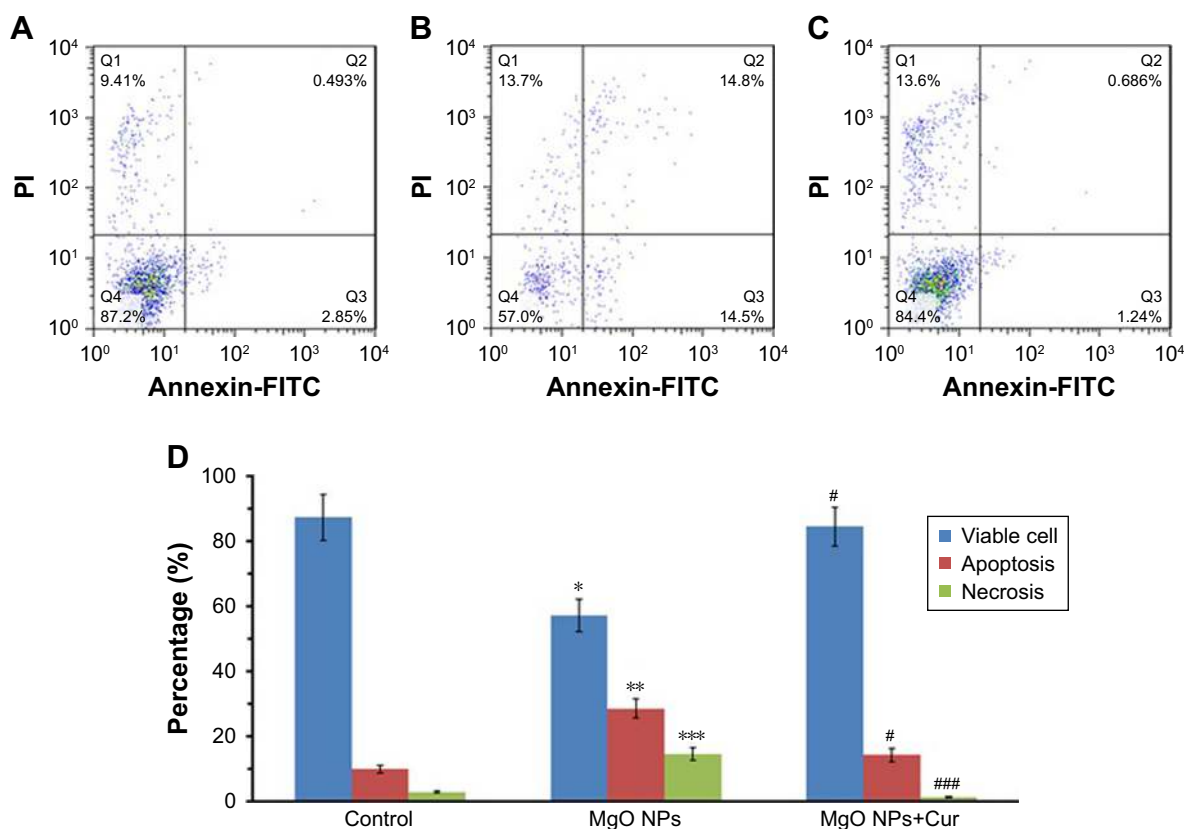 A
B
C
10⁴
10³
10²
10¹
10⁰
PI
Q1
9.41%
Q2
0.493%
Q4
87.2%
Q3
2.85%
10⁰ 10¹ 10² 10³ 10⁴
Annexin-FITC
10⁴
10³
10²
10¹
10⁰
PI
Q1
13.7%
Q2
14.8%
Q4
57.0%
Q3
14.5%
10⁰ 10¹ 10² 10³ 10⁴
Annexin-FITC
10⁴
10³
10²
10¹
10⁰
PI
Q1
13.6%
Q2
0.686%
Q4
84.4%
Q3
1.24%
10⁰ 10¹ 10² 10³ 10⁴
Annexin-FITC
D
Percentage (%)
100
80
60
40
20
0
*
**
***
#
#
###
Control MgO NPs MgO NPs+Cur
Viable cell
Apoptosis
Necrosis